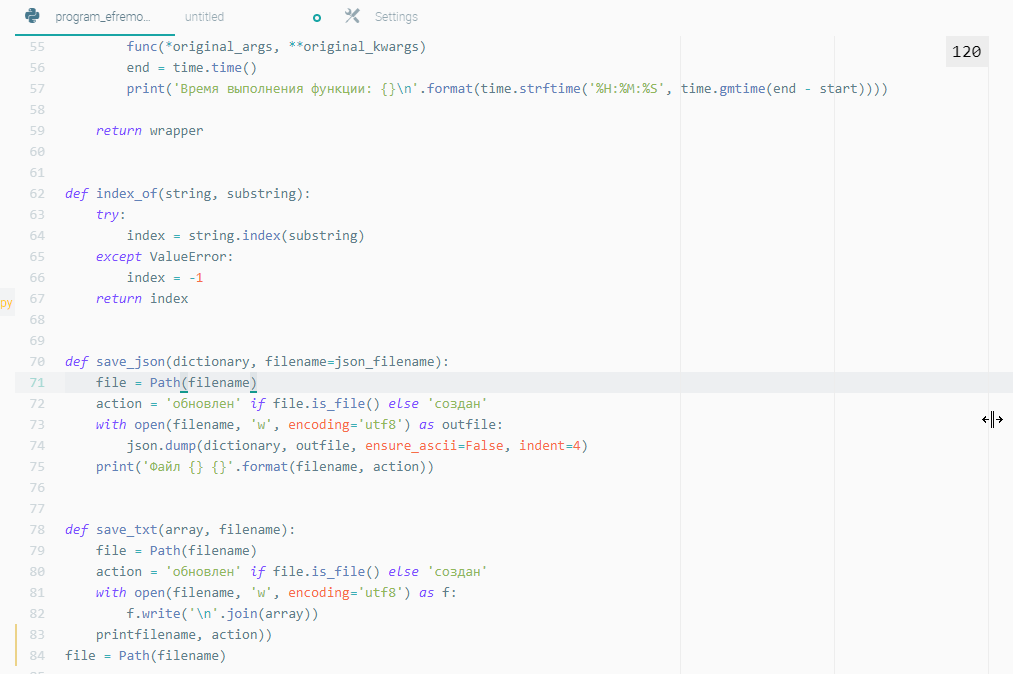 program_efremo... untitled Settings
120
55 func(*original_args, **original_kwargs)
56 end = time.time()
57 print('Время выполнения функции: {}\n'.format(time.strftime('%H:%M:%S', time.gmtime(end - start))))
58
59 return wrapper
60
61
62 def index_of(string, substring):
63 try:
64 index = string.index(substring)
65 except ValueError:
66 index = -1
py
67 return index
68
69
70 def save_json(dictionary, filename=json_filename):
71 file = Path(filename)
72 action = 'обновлен' if file.is_file() else 'создан'
73 with open(filename, 'w', encoding='utf8') as outfile:
74 json.dump(dictionary, outfile, ensure_ascii=False, indent=4)
75 print('Файл {} {}'.format(filename, action))
76
77
78 def save_txt(array, filename):
79 file = Path(filename)
80 action = 'обновлен' if file.is_file() else 'создан'
81 with open(filename, 'w', encoding='utf8') as f:
82 f.write('\n'.join(array))
83 printfilename, action))
84 file = Path(filename)